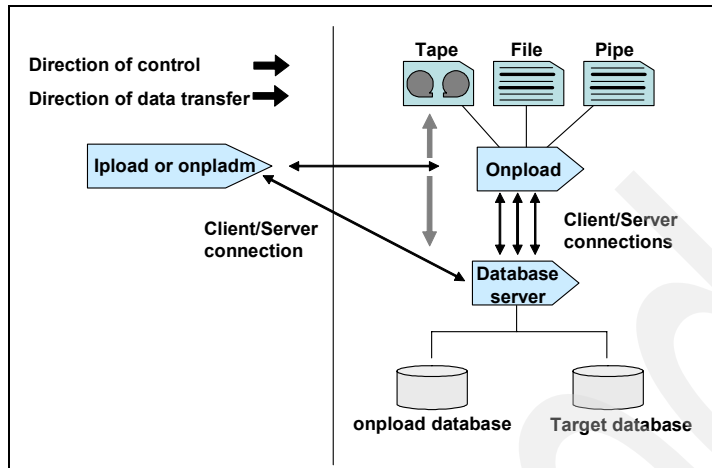 Tape File Pipe
Direction of control
Direction of data transfer
Ipload or onpladm
Onpload
Client/Server
connection
Client/Server
connections
Database
server
onpload database
Target database